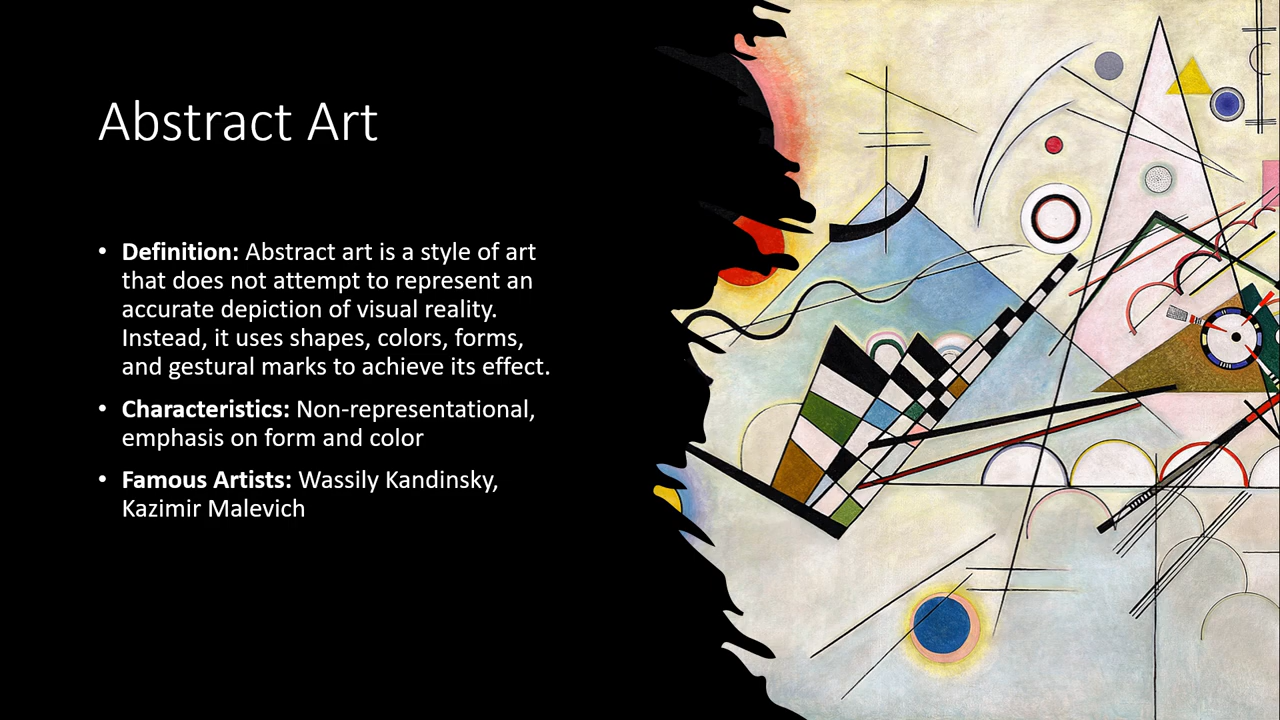 Abstract Art
• Definition: Abstract art is a style of art
that does not attempt to represent an
accurate depiction of visual reality.
Instead, it uses shapes, colors, forms,
and gestural marks to achieve its effect.
• Characteristics: Non-representational,
emphasis on form and color
• Famous Artists: Wassily Kandinsky,
Kazimir Malevich